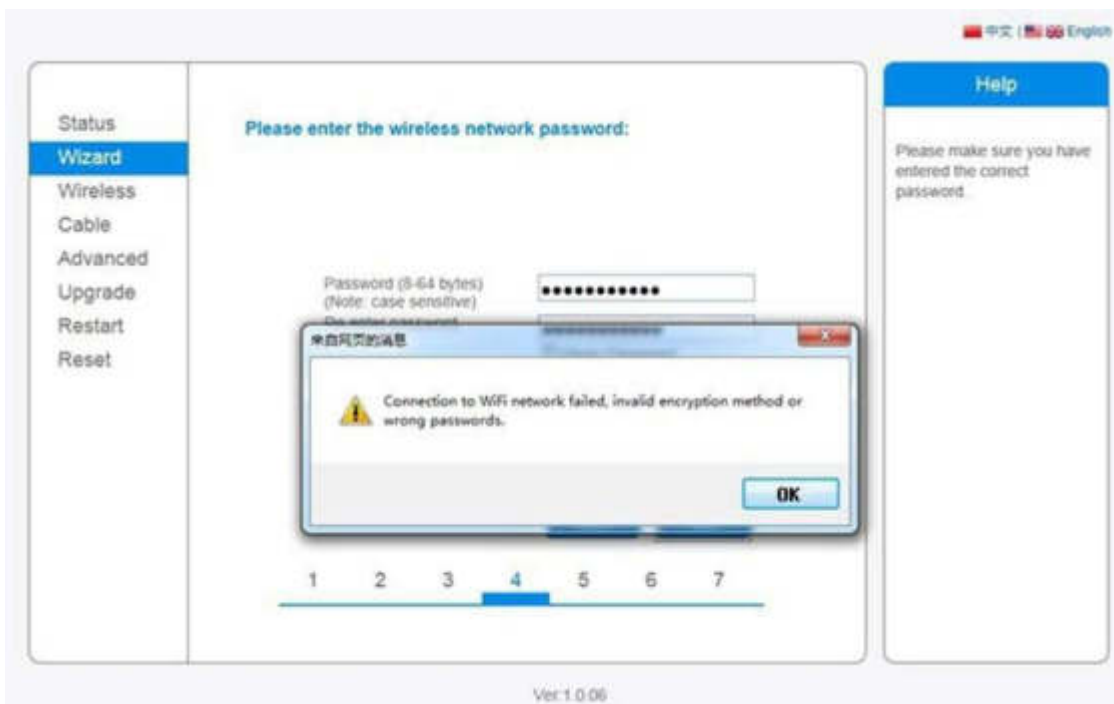 中文 | English
Help
Status
Wizard
Wireless
Cable
Advanced
Upgrade
Restart
Reset
Please enter the wireless network password:
Please make sure you have
entered the correct
password.
Password (8-64 bytes)
(Note: case sensitive)
password
来自网页的消息
Connection to WiFi network failed, invalid encryption method or
wrong passwords.
OK
1 2 3 4 5 6 7
Ver:1.0.06